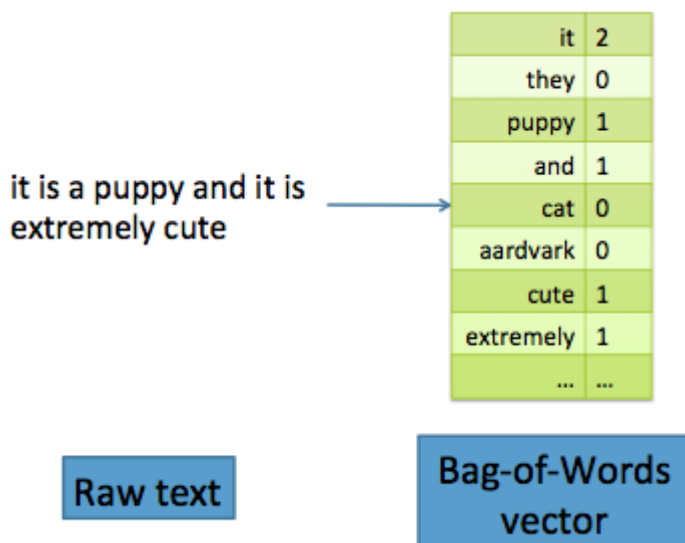 it is a puppy and it is
extremely cute
it 2
they 0
puppy 1
and 1
cat 0
aardvark 0
cute 1
extremely 1
... ...
Raw text
Bag-of-Words
vector